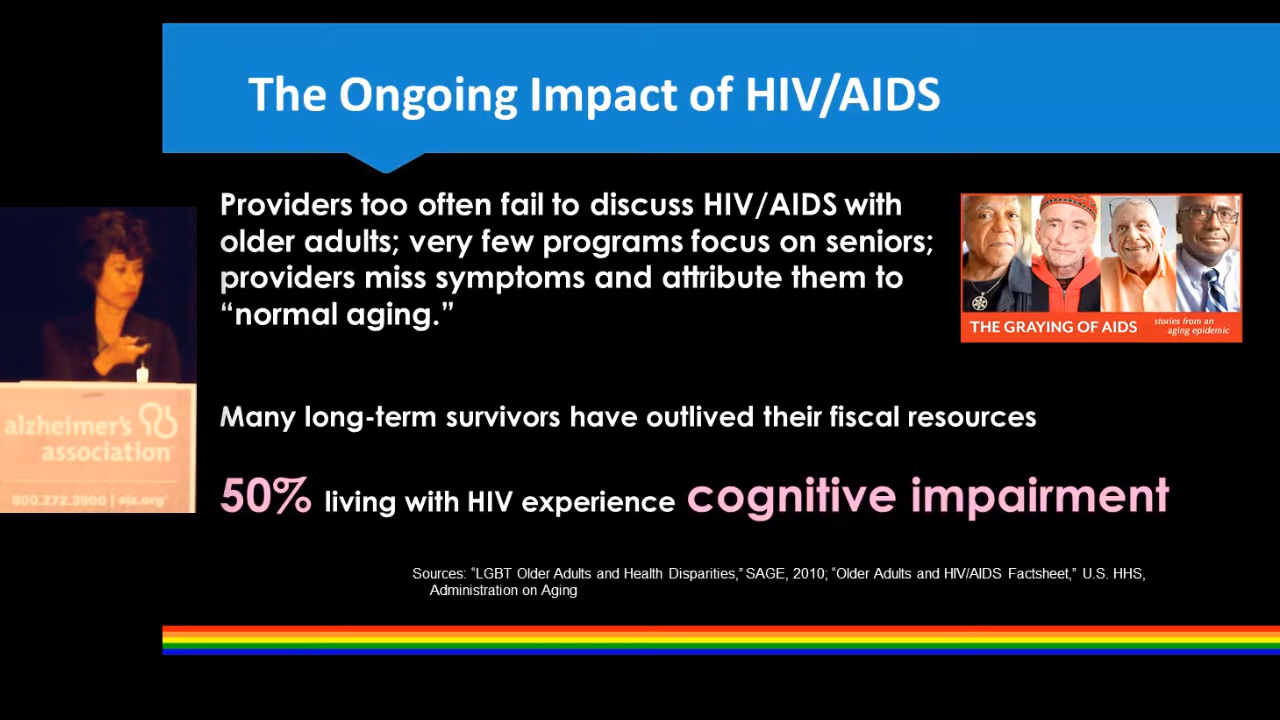 The Ongoing Impact of HIV/AIDS
Providers too often fail to discuss HIV/AIDS with
older adults; very few programs focus on seniors;
providers miss symptoms and attribute them to
“normal aging.”
THE GRAYING OF AIDS
stories from an
aging epidemic
Many long-term survivors have outlived their fiscal resources
50% living with HIV experience cognitive impairment
Sources: “LGBT Older Adults and Health Disparities,” SAGE, 2010; “Older Adults and HIV/AIDS Factsheet,” U.S. HHS,
Administration on Aging
alzheimer's
association
800.272.3900 | alz.org